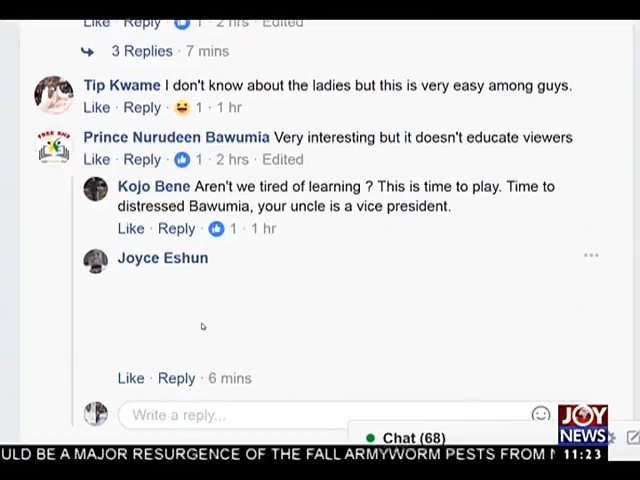 Like · Reply · 1 · 2 hrs · Edited
3 Replies · 7 mins
Tip Kwame I don't know about the ladies but this is very easy among guys.
Like · Reply · 1 · 1 hr
Prince Nurudeen Bawumia Very interesting but it doesn't educate viewers
Like · Reply · 1 · 2 hrs · Edited
Kojo Bene Aren't we tired of learning ? This is time to play. Time to
distressed Bawumia, your uncle is a vice president.
Like · Reply · 1 · 1 hr
Joyce Eshun
Like · Reply · 6 mins
Write a reply...
Chat (68)
JOY
NEWS
ULD BE A MAJOR RESURGENCE OF THE FALL ARMYWORM PESTS FROM
11:23